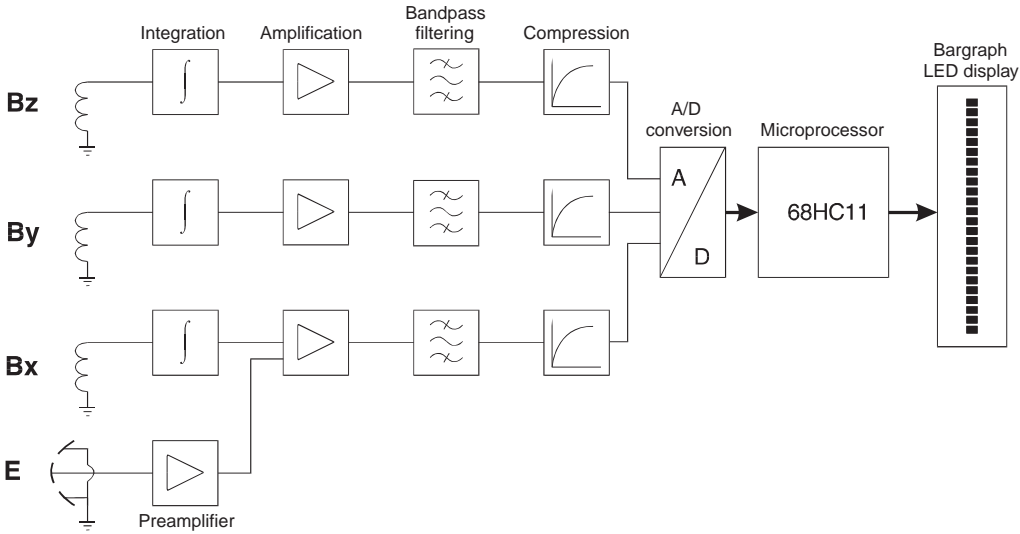 Integration
Amplification
Bandpass
filtering
Compression
Bargraph
LED display
Bz
A/D
conversion
Microprocessor
A
D
68HC11
By
Bx
E
Preamplifier